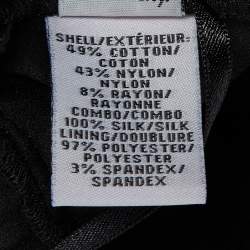 SHELL/EXTÉRIEUR:
49% COTTON/
COTON
43% NYLON/
NYLON
8% RAYON/
RAYONNE
COMBO/COMBO
100% SILK/SILK
LINING/DOUBLURE
97% POLYESTER/
POLYESTER
3% SPANDEX/
SPANDEX